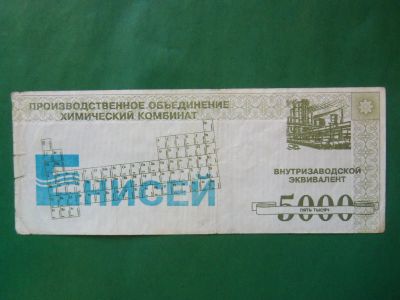 ПРОИЗВОДСТВЕННОЕ ОБЪЕДИНЕНИЕ
ХИМИЧЕСКИЙ КОМБИНАТ
ЕНИСЕЙ
ВНУТРИЗАВОДСКОЙ
ЭКВИВАЛЕНТ
5000
ПЯТЬ ТЫСЯЧ